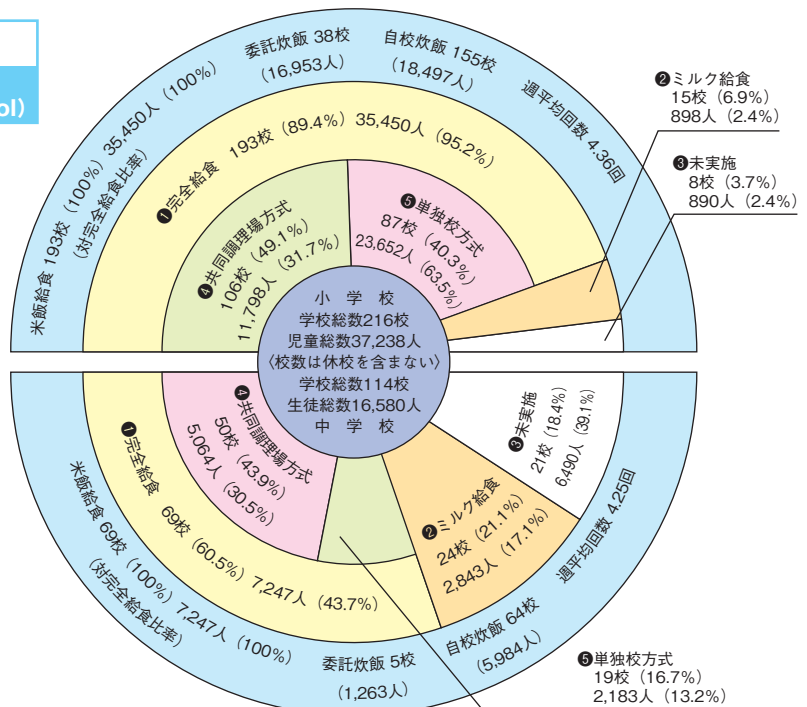 ol)
米飯給食 193校 (100%) 35,450人 (100%)
(対完全給食比率)
委託炊飯 38校
(16,953人)
自校炊飯 155校
(18,497人)
週平均回数 4.36回
❶完全給食 193校 (89.4%) 35,450人 (95.2%)
❹共同調理場方式
106校 (49.1%)
11,798人 (31.7%)
❺単独校方式
87校 (40.3%)
23,652人 (63.5%)
❷ミルク給食
15校 (6.9%)
898人 (2.4%)
❸未実施
8校 (3.7%)
890人 (2.4%)
小学校
学校総数216校
児童総数37,238人
〈校数は休校を含まない〉
学校総数114校
生徒総数16,580人
中学校
❹共同調理場方式
50校 (43.9%)
5,064人 (30.5%)
❶完全給食 69校 (60.5%) 7,247人 (43.7%)
米飯給食 69校 (100%) 7,247人 (100%)
(対完全給食比率)
委託炊飯 5校
(1,263人)
自校炊飯 64校
(5,984人)
週平均回数 4.25回
❷ミルク給食
24校 (21.1%)
2,843人 (17.1%)
❸未実施
21校 (18.4%)
6,490人 (39.1%)
❺単独校方式
19校 (16.7%)
2,183人 (13.2%)